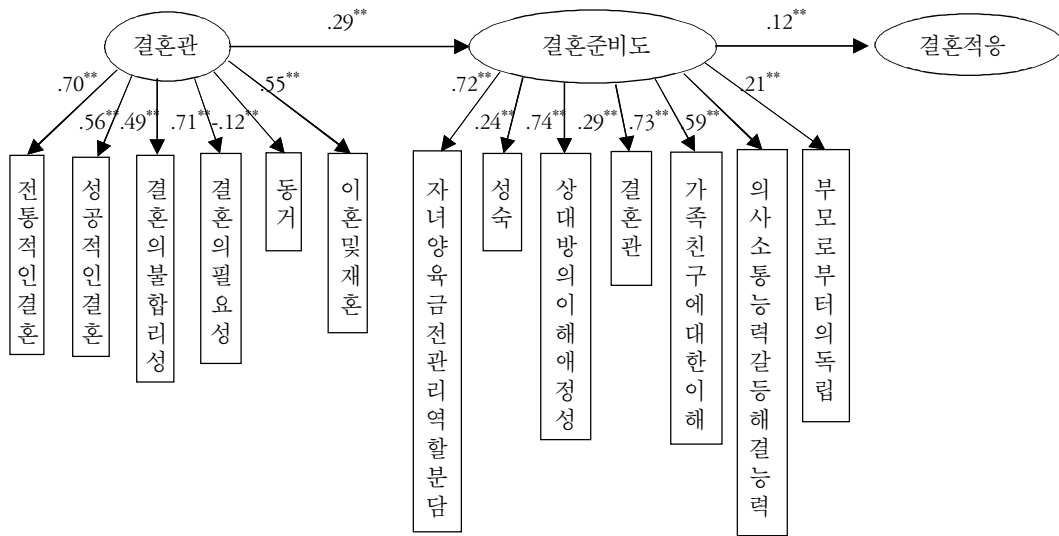 결혼관
.29**
결혼준비도
.12**
결혼적응
.70**
.56**
.49**
.71**
-.12**
.55**
.72**
.24**
.74**
.29**
.73**
59**
.21**
전통적인결혼
성공적인결혼
결혼의불합리성
결혼의필요성
동거
이혼및재혼
자녀양육금전관리역할분담
성숙
상대방의이해애정성
결혼관
가족친구에대한이해
의사소통능력갈등해결능력
부모로부터의독립